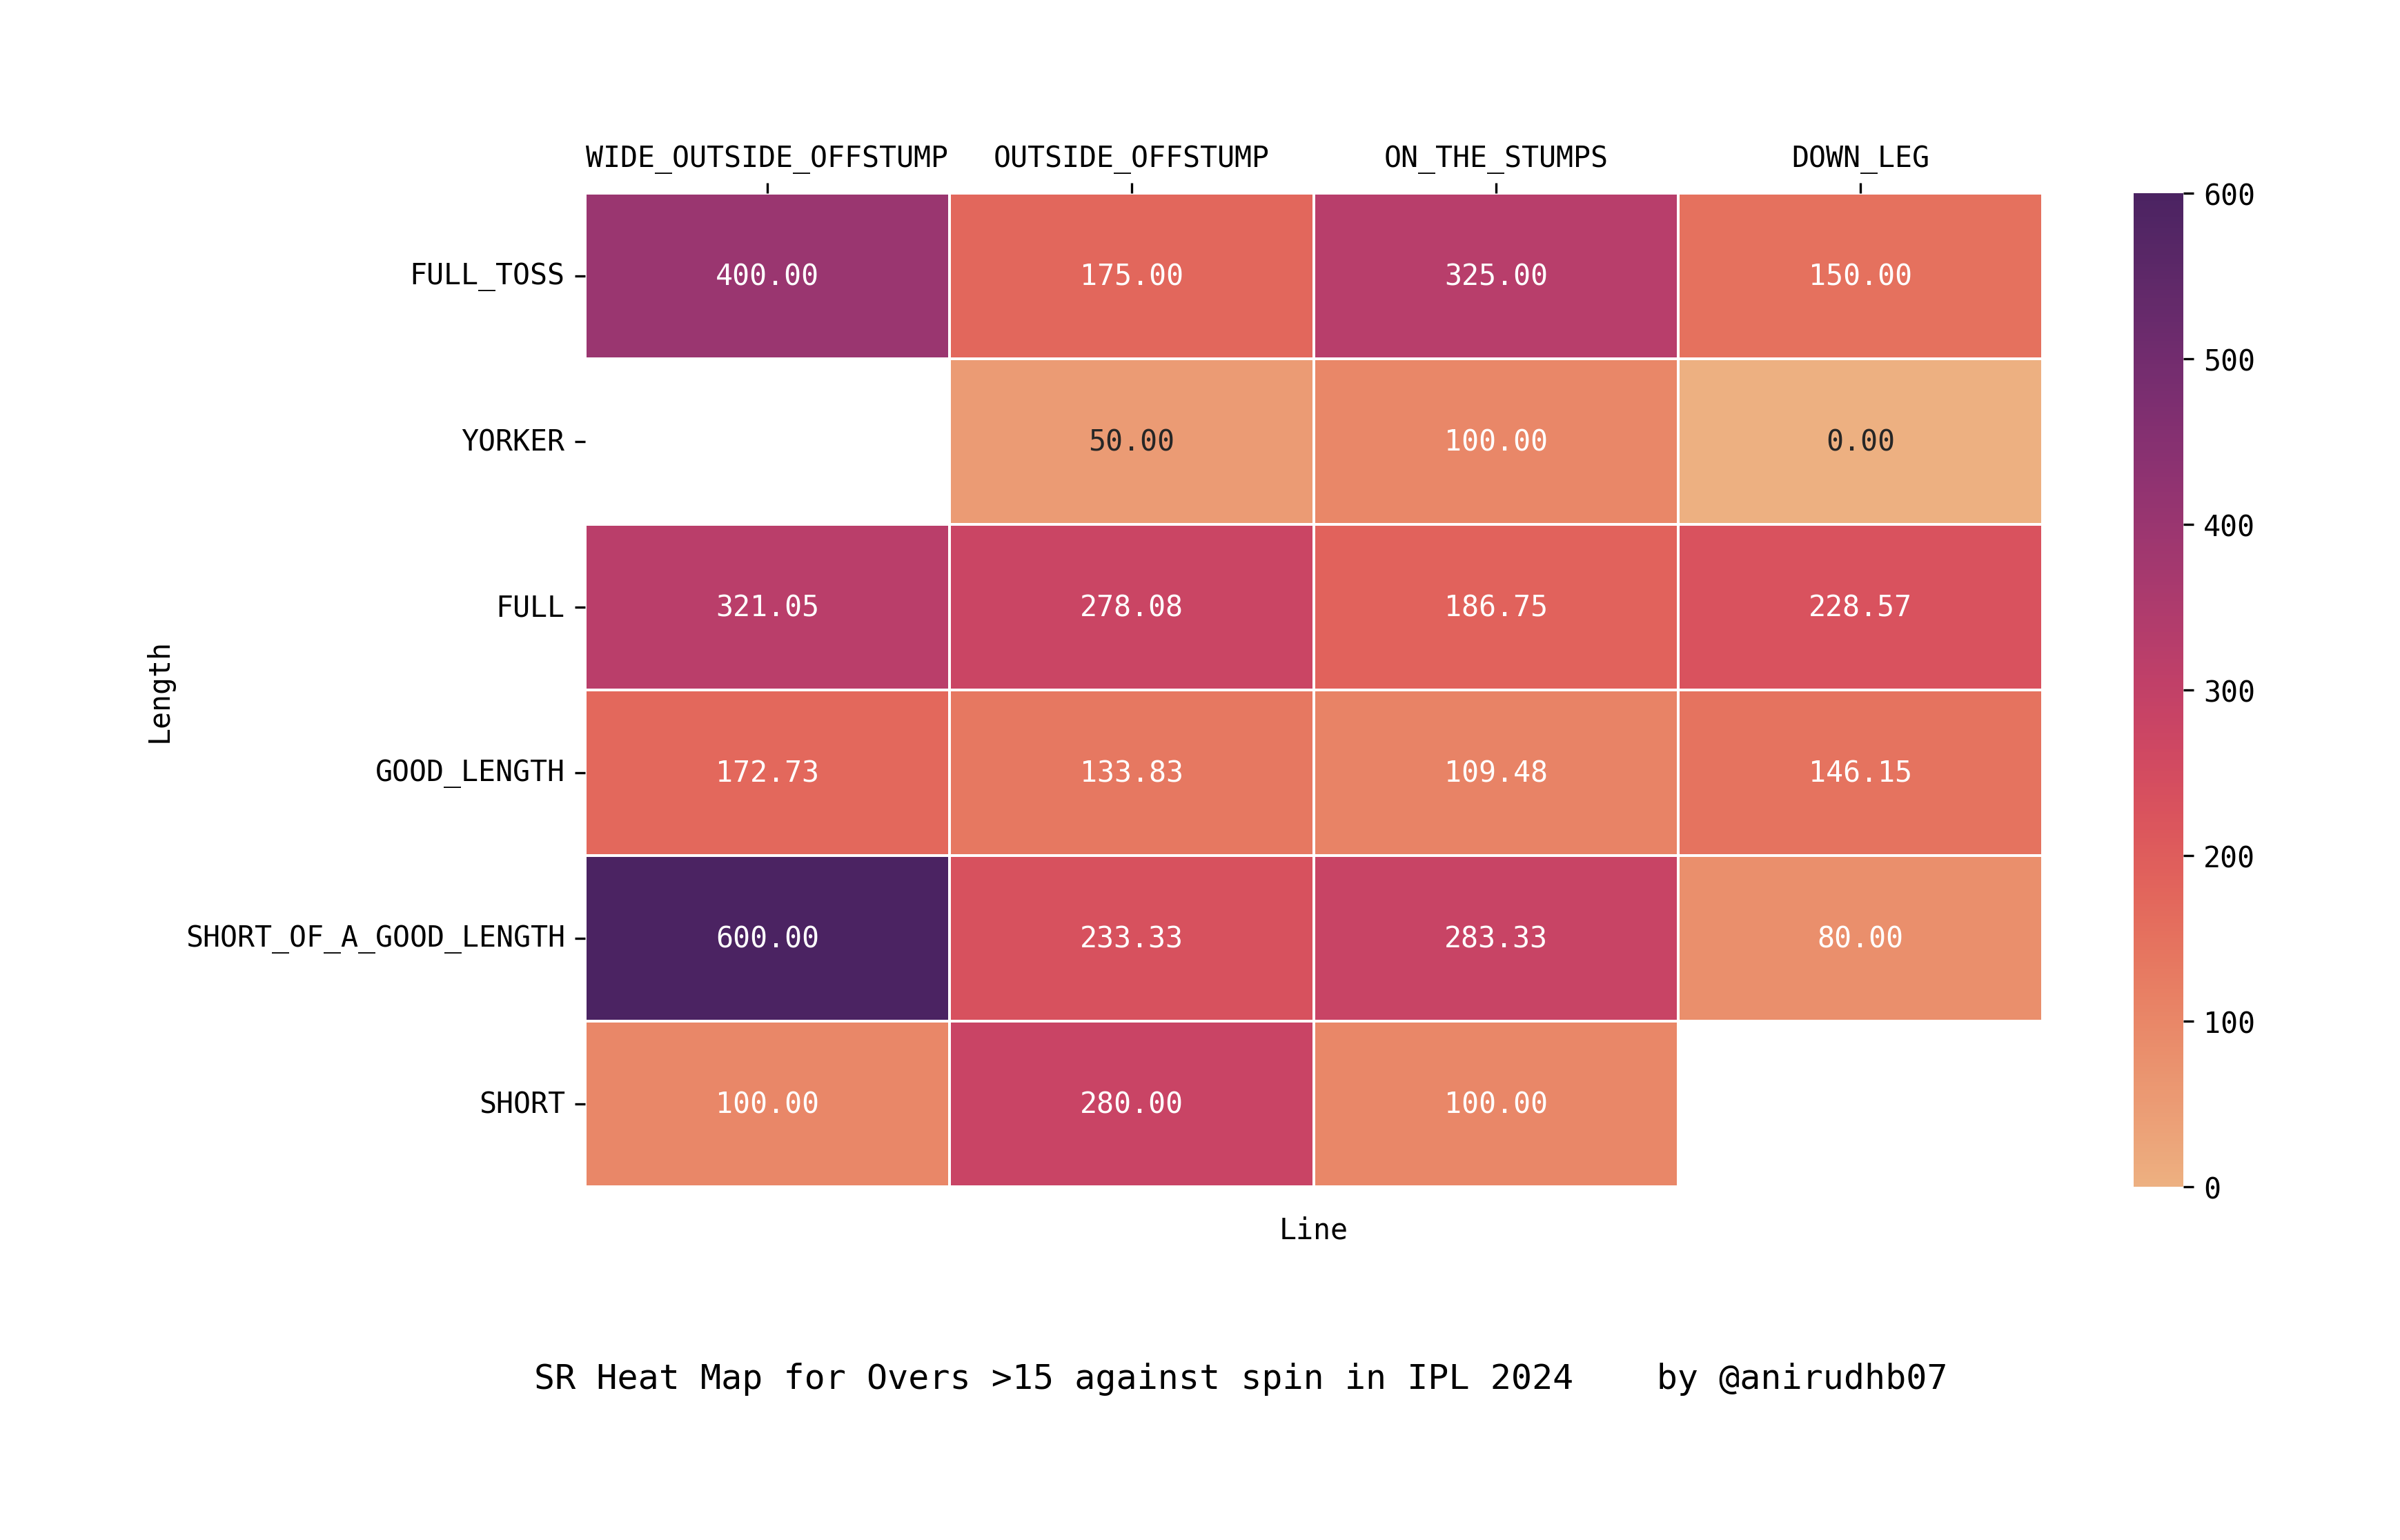 WIDE_OUTSIDE_OFFSTUMP OUTSIDE_OFFSTUMP ON_THE_STUMPS DOWN_LEG
600
FULL_TOSS 400.00 175.00 325.00 150.00
500
YORKER 50.00 100.00 0.00
400
FULL 321.05 278.08 186.75 228.57
Length
300
GOOD_LENGTH 172.73 133.83 109.48 146.15
200
SHORT_OF_A_GOOD_LENGTH 600.00 233.33 283.33 80.00
100
SHORT 100.00 280.00 100.00
0
Line
SR Heat Map for Overs >15 against spin in IPL 2024 by @anirudhb07